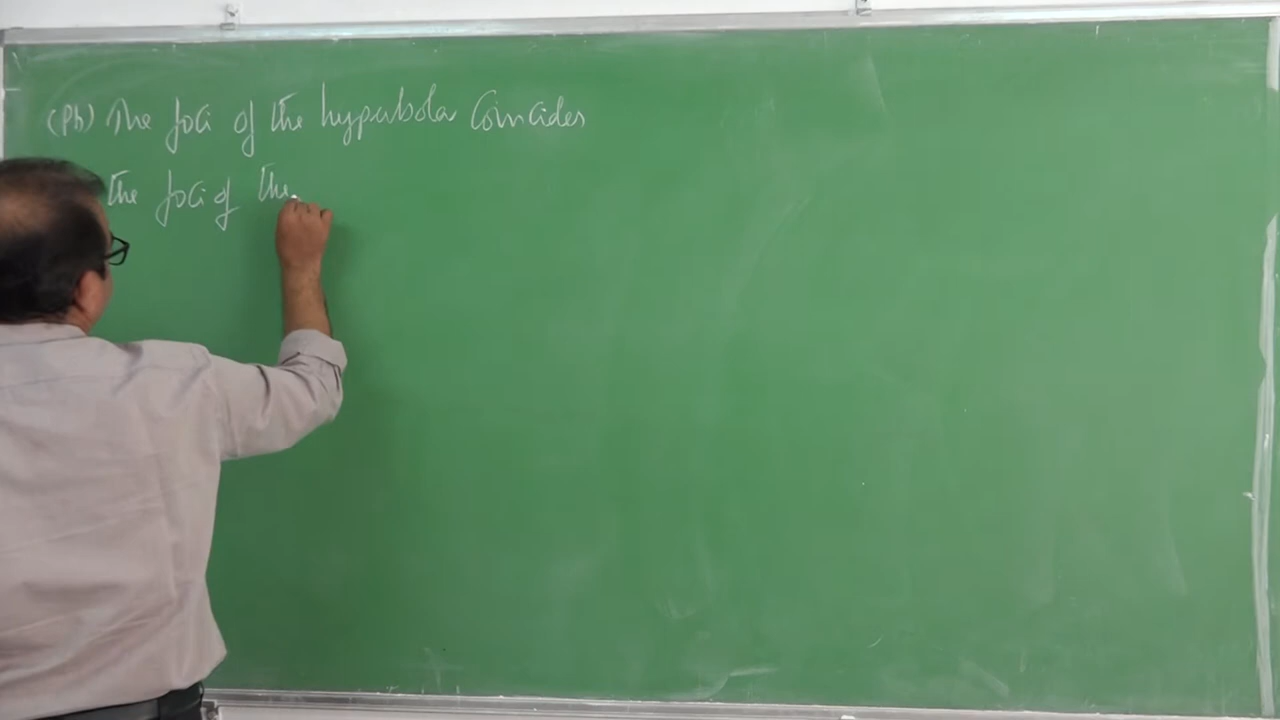 (Pb) The foci of the hyperbola Coincides
the foci of the